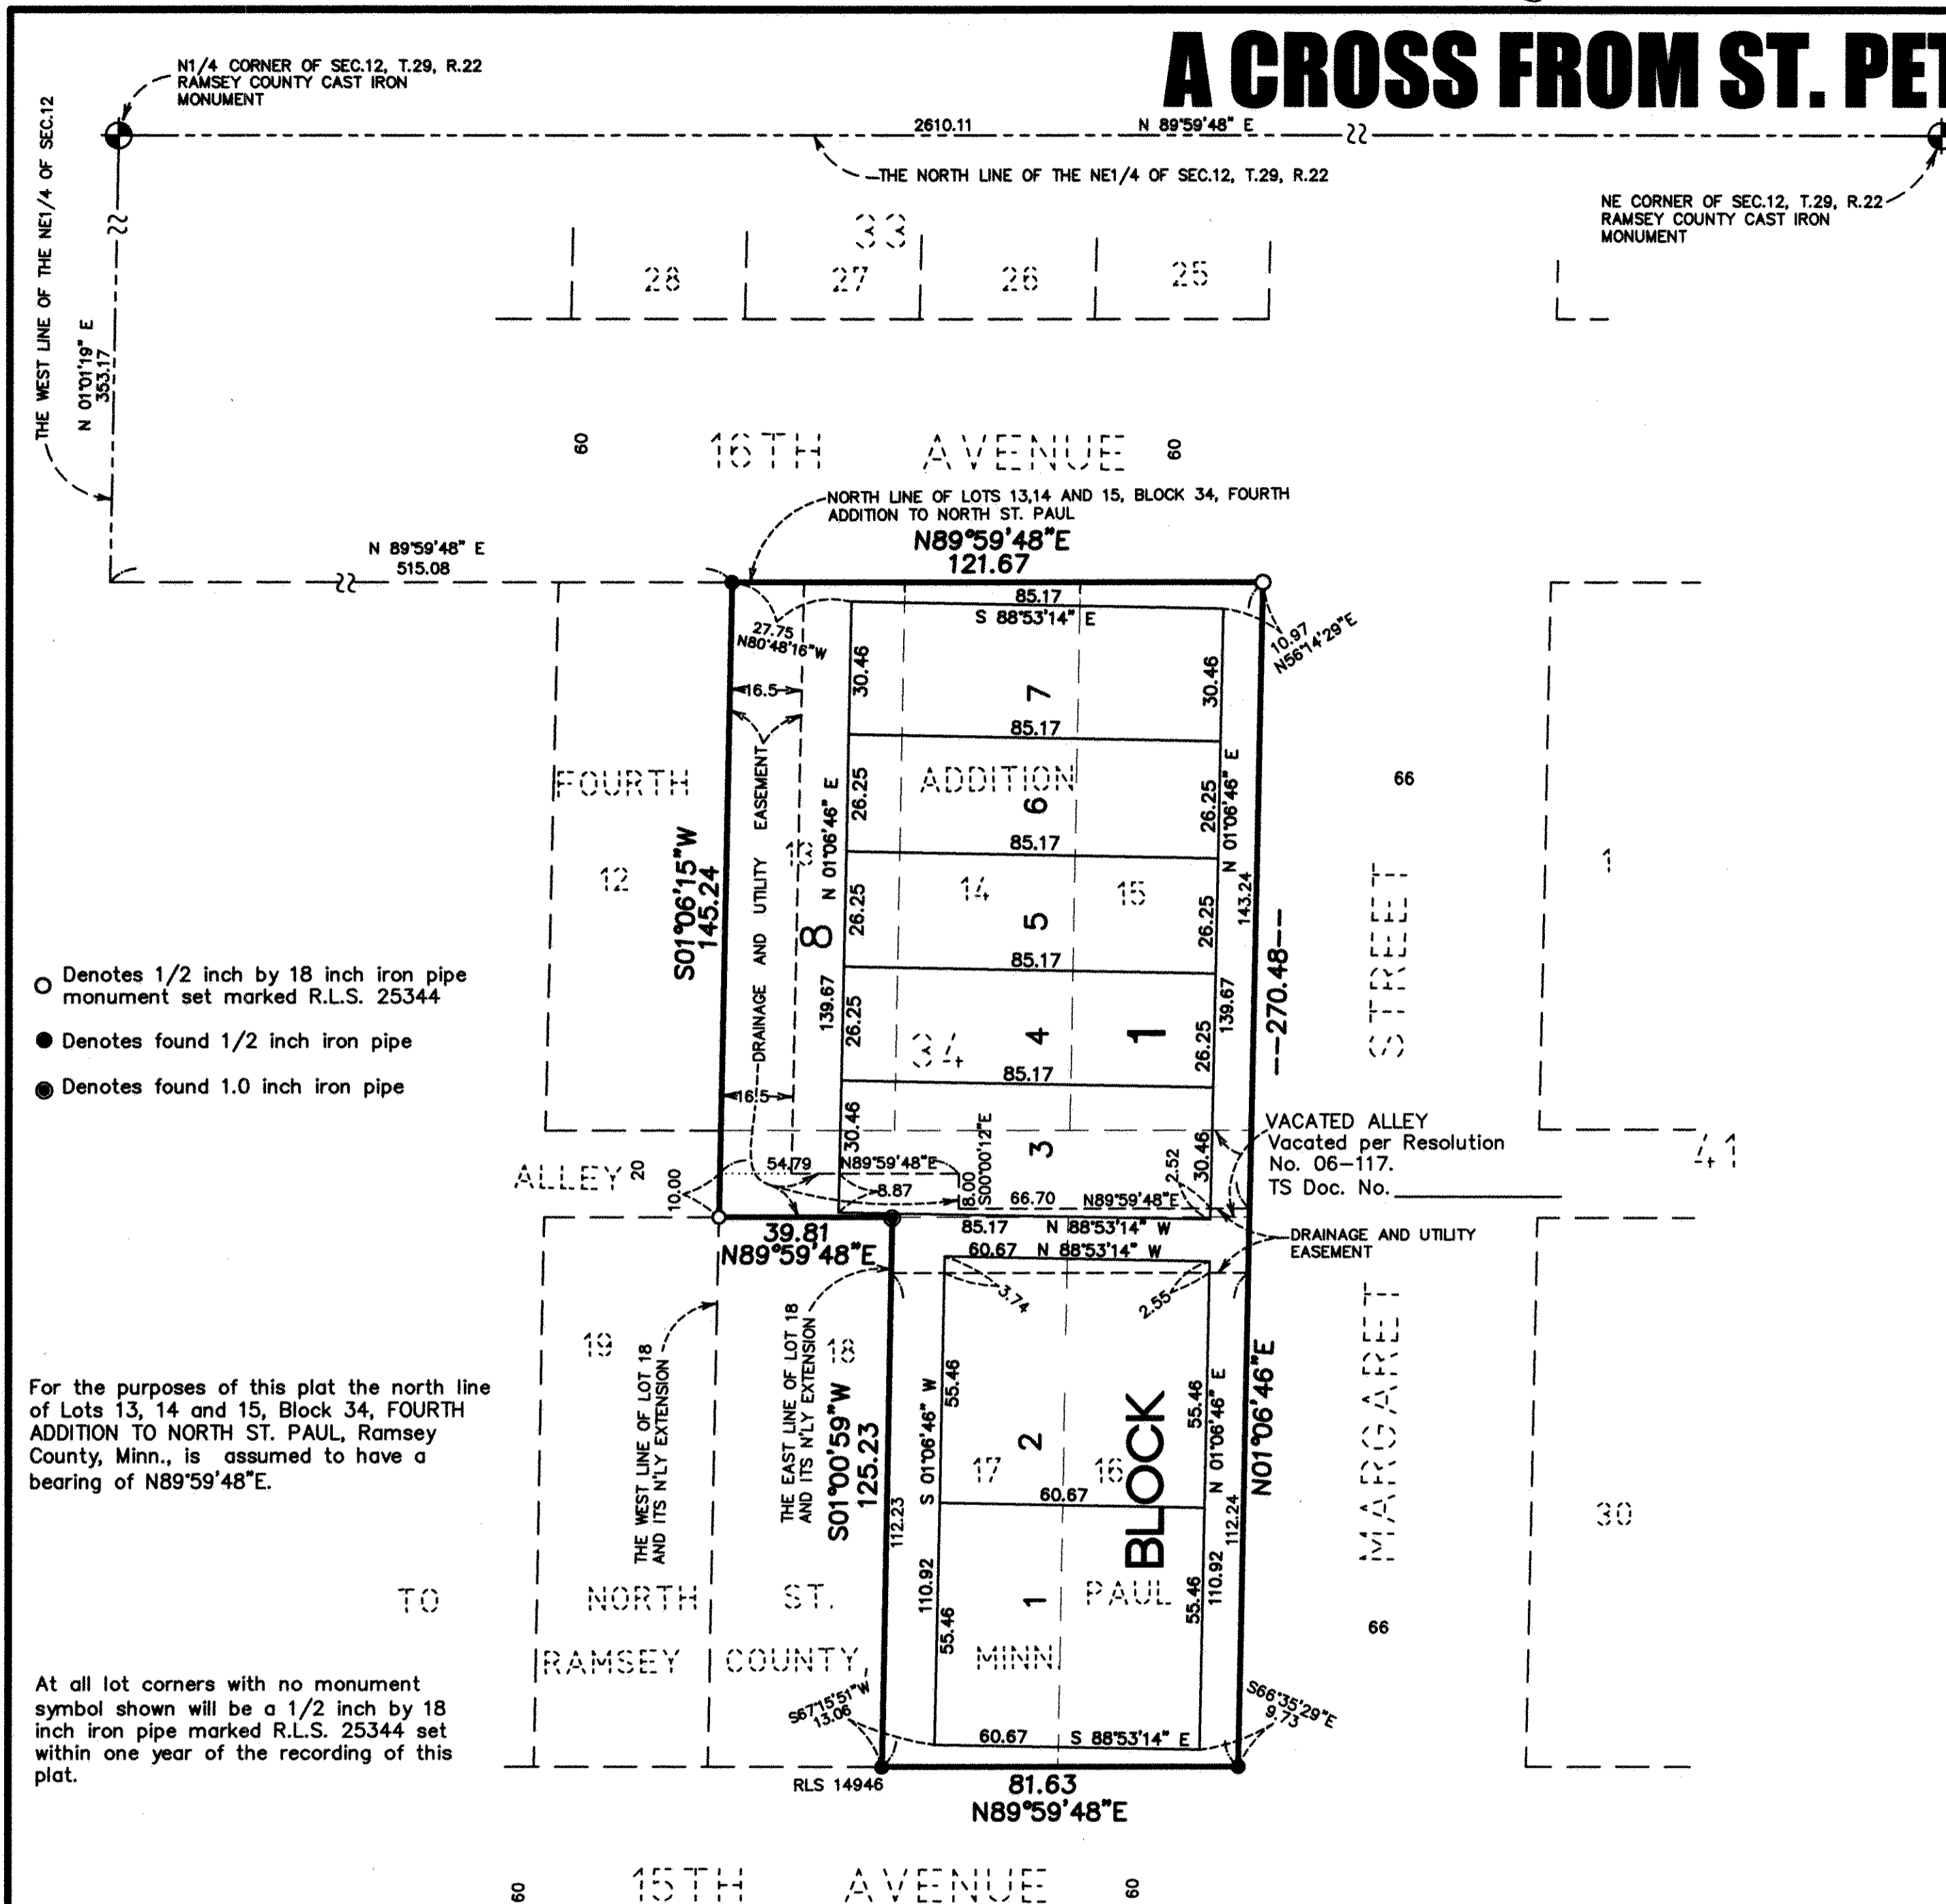 A CROSS FROM ST. PET
N1/4 CORNER OF SEC.12, T.29, R.22
RAMSEY COUNTY CAST IRON
MONUMENT
2610.11 N 89°59'48" E
THE NORTH LINE OF THE NE1/4 OF SEC.12, T.29, R.22
NE CORNER OF SEC.12, T.29, R.22
RAMSEY COUNTY CAST IRON
MONUMENT
THE WEST LINE OF THE NE1/4 OF SEC.12
N 01°01'19" E
353.17
33
28 27 26 25
60 16TH AVENUE 60
NORTH LINE OF LOTS 13,14 AND 15, BLOCK 34, FOURTH
ADDITION TO NORTH ST. PAUL
N89°59'48"E
121.67
N 89°59'48" E
515.08
85.17
S 88°53'14" E
27.75
N80°48'16"W
10.97
N56°14'29"E
16.5
30.46
7
30.46
85.17
FOURTH
ADDITION
66
26.25
6
26.25
N 01°06'46" E
N 01°06'46" E
85.17
S01°06'15"W
145.24
DRAINAGE AND UTILITY EASEMENT
12
13
14
15
1
143.24
8
26.25
5
26.25
85.17
139.67
139.67
---270.48---
STREET
26.25
34
4
1
26.25
85.17
16.5
Denotes 1/2 inch by 18 inch iron pipe
monument set marked R.L.S. 25344
Denotes found 1/2 inch iron pipe
Denotes found 1.0 inch iron pipe
VACATED ALLEY
Vacated per Resolution
No. 06-117.
TS Doc. No.
41
30.46
3
30.46
2.52
ALLEY 20
10.00
54.79 N89°59'48"E
8.00
S00°00'12"E
8.87
66.70 N89°59'48"E
39.81
N89°59'48"E
85.17 N 88°53'14" W
60.67 N 88°53'14" W
DRAINAGE AND UTILITY
EASEMENT
3.74
2.55
19
18
THE WEST LINE OF LOT 18
AND ITS N'LY EXTENSION
THE EAST LINE OF LOT 18
AND ITS N'LY EXTENSION
S01°00'59"W
125.23
112.23
S 01°06'46" W
110.92
55.46
2
17
16
55.46
N 01°06'46" E
110.92
112.24
N01°06'46"E
MARGARET
BLOCK
60.67
30
For the purposes of this plat the north line
of Lots 13, 14 and 15, Block 34, FOURTH
ADDITION TO NORTH ST. PAUL, Ramsey
County, Minn., is assumed to have a
bearing of N89°59'48"E.
55.46
1
55.46
TO NORTH ST. PAUL
66
RAMSEY COUNTY, MINN.
At all lot corners with no monument
symbol shown will be a 1/2 inch by 18
inch iron pipe marked R.L.S. 25344 set
within one year of the recording of this
plat.
S67°15'51"W
13.06
S66°35'29"E
9.73
60.67 S 88°53'14" E
RLS 14946
81.63
N89°59'48"E
60 15TH AVENUE 60